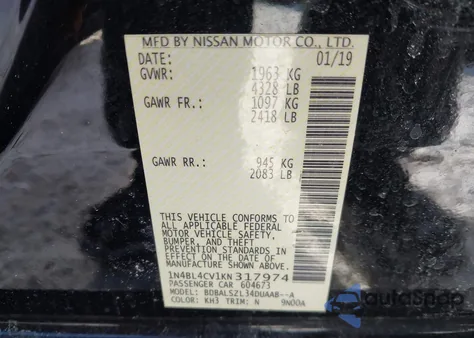 MFD BY NISSAN MOTOR CO., LTD.
DATE: 01/19
GVWR: 1963 KG
4328 LB
GAWR FR.: 1097 KG
2418 LB
GAWR RR.: 945 KG
2083 LB
THIS VEHICLE CONFORMS TO
ALL APPLICABLE FEDERAL
MOTOR VEHICLE SAFETY,
BUMPER, AND THEFT
PREVENTION STANDARDS IN
EFFECT ON THE DATE OF
MANUFACTURE SHOWN ABOVE.
1N4BL4CV1KN317974
PASSENGER CAR 604673
MODEL: BDBALSZL34DUAAB--A
COLOR: KH3 TRIM: N 9N00A
autoSnap